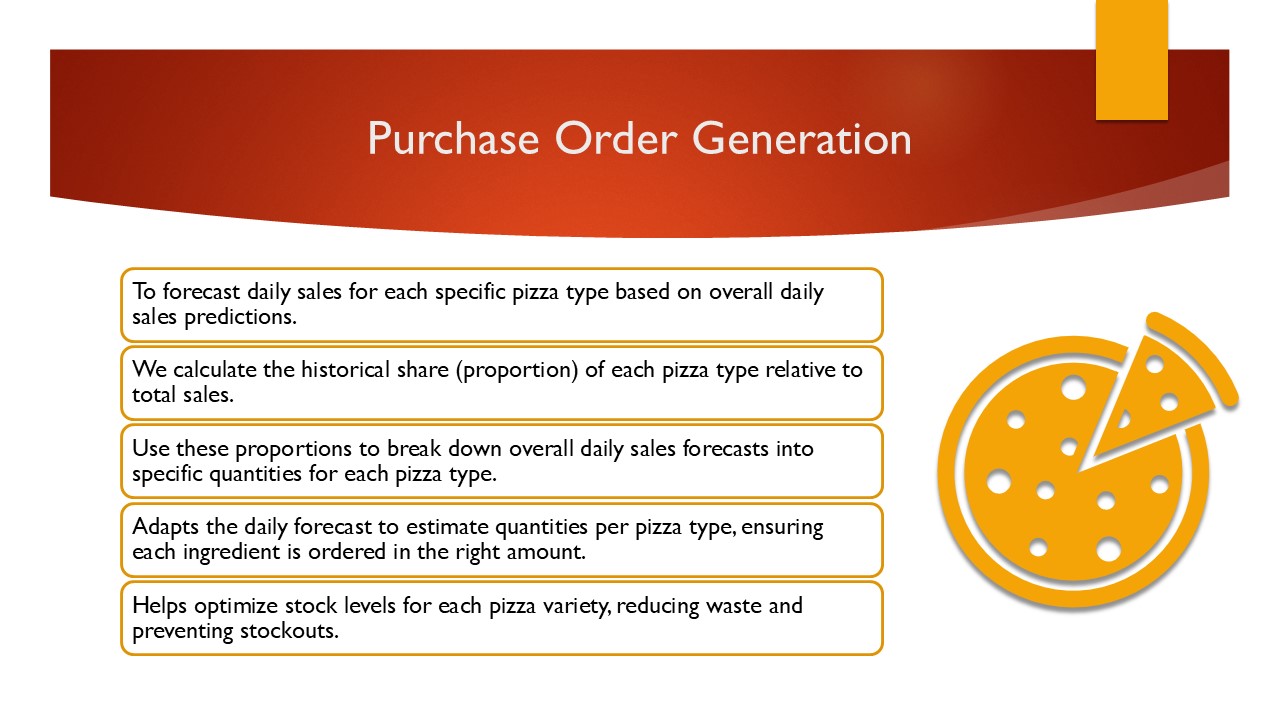 Purchase Order Generation
To forecast daily sales for each specific pizza type based on overall daily
sales predictions.
We calculate the historical share (proportion) of each pizza type relative to
total sales.
Use these proportions to break down overall daily sales forecasts into
specific quantities for each pizza type.
Adapts the daily forecast to estimate quantities per pizza type, ensuring
each ingredient is ordered in the right amount.
Helps optimize stock levels for each pizza variety, reducing waste and
preventing stockouts.